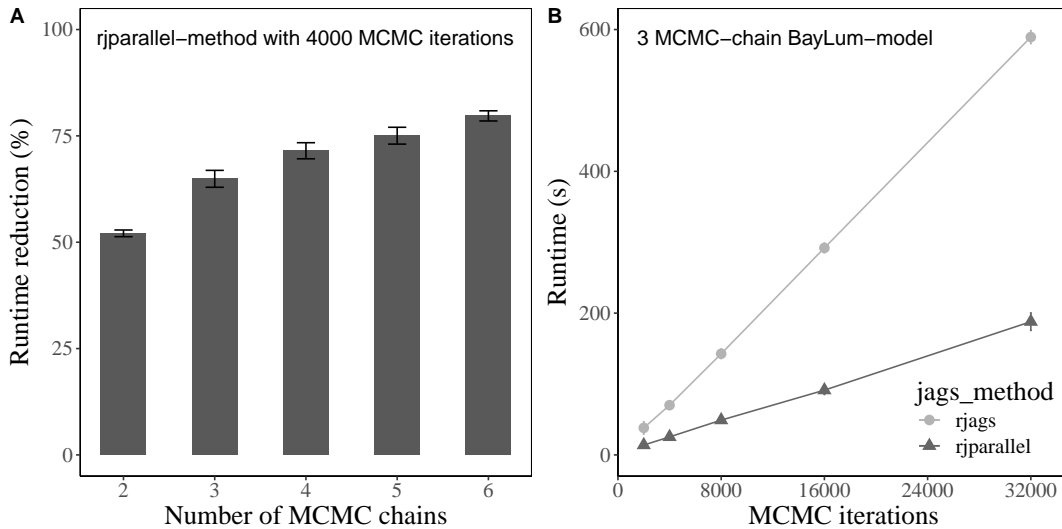 A
rjparallel−method with 4000 MCMC iterations
Runtime reduction (%)
100
75
50
25
0
2 3 4 5 6
Number of MCMC chains
B
3 MCMC−chain BayLum−model
Runtime (s)
600
400
200
0
jags_method
rjags
rjparallel
0 8000 16000 24000 32000
MCMC iterations